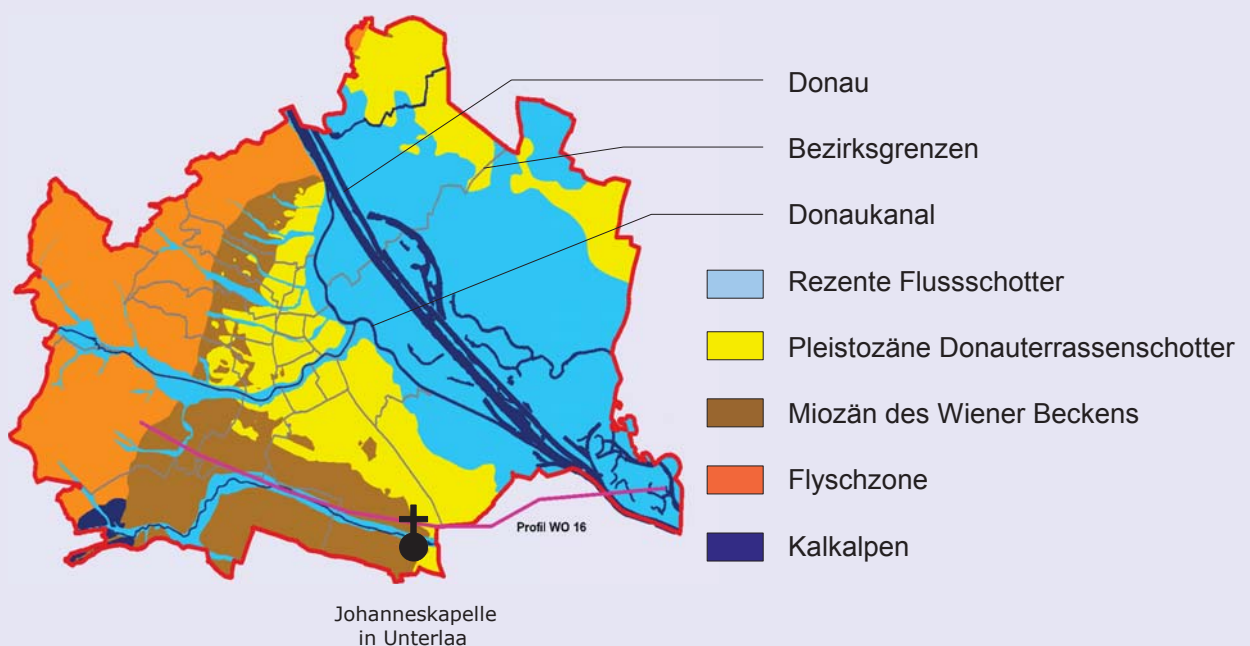 Donau
Bezirksgrenzen
Donaukanal
Rezente Flussschotter
Pleistozäne Donauterrassenschotter
Miozän des Wiener Beckens
Flyschzone
Kalkalpen
Profil WO 16
Johanneskapelle
in Unterlaa